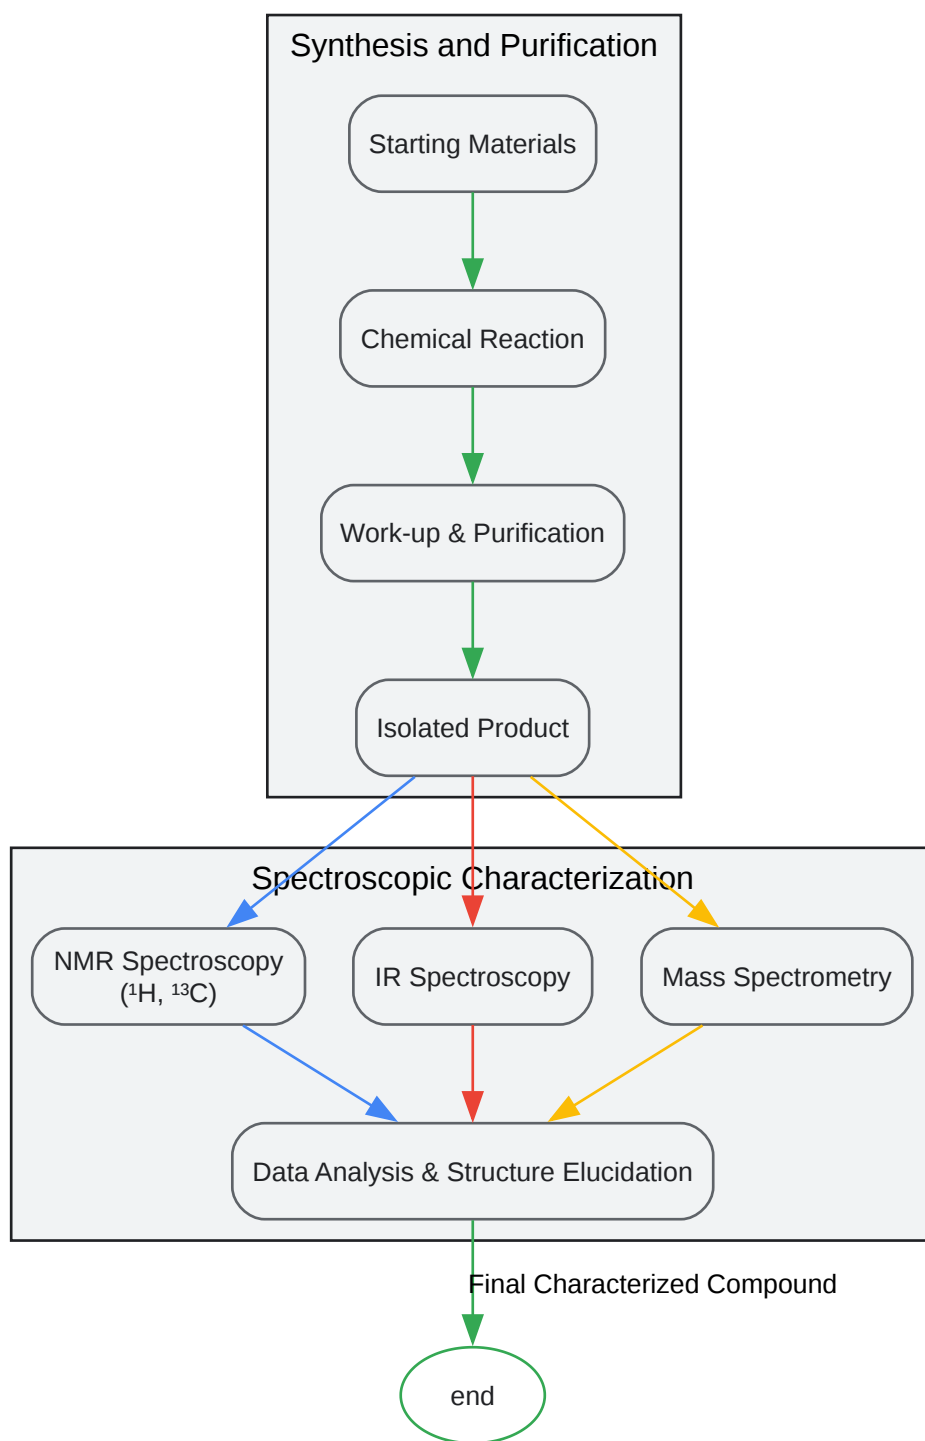 Synthesis and Purification
Starting Materials
Chemical Reaction
Work-up & Purification
Isolated Product
Spectroscopic Characterization
NMR Spectroscopy
(¹H, ¹³C)
IR Spectroscopy
Mass Spectrometry
Data Analysis & Structure Elucidation
Final Characterized Compound
end